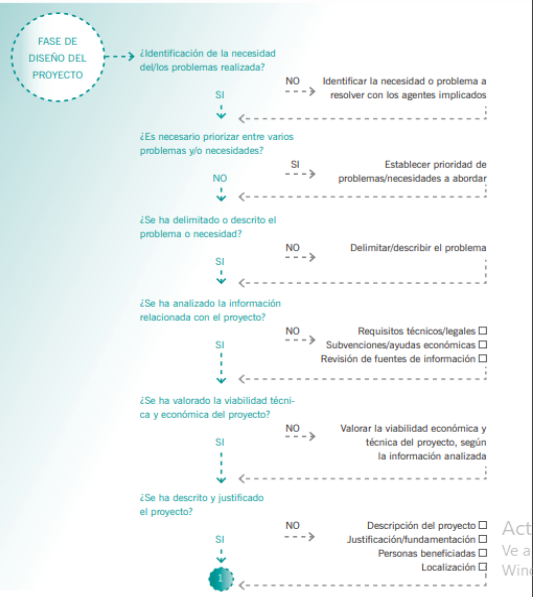 FASE DE
DISEÑO DEL
PROYECTO
¿Identificación de la necesidad
del/los problemas realizada?
NO
Identificar la necesidad o problema a
resolver con los agentes implicados
SI
¿Es necesario priorizar entre varios
problemas y/o necesidades?
SI
Establecer prioridad de
problemas/necesidades a abordar
NO
¿Se ha delimitado o descrito el
problema o necesidad?
NO
Delimitar/describir el problema
SI
¿Se ha analizado la información
relacionada con el proyecto?
NO
Requisitos técnicos/legales
Subvenciones/ayudas económicas
Revisión de fuentes de información
SI
¿Se ha valorado la viabilidad técni-
ca y económica del proyecto?
NO
Valorar la viabilidad económica y
técnica del proyecto, según
la información analizada
SI
¿Se ha descrito y justificado
el proyecto?
NO
Descripción del proyecto
Justificación/fundamentación
Personas beneficiadas
Localización
SI
1
Act
Ve a
Wind